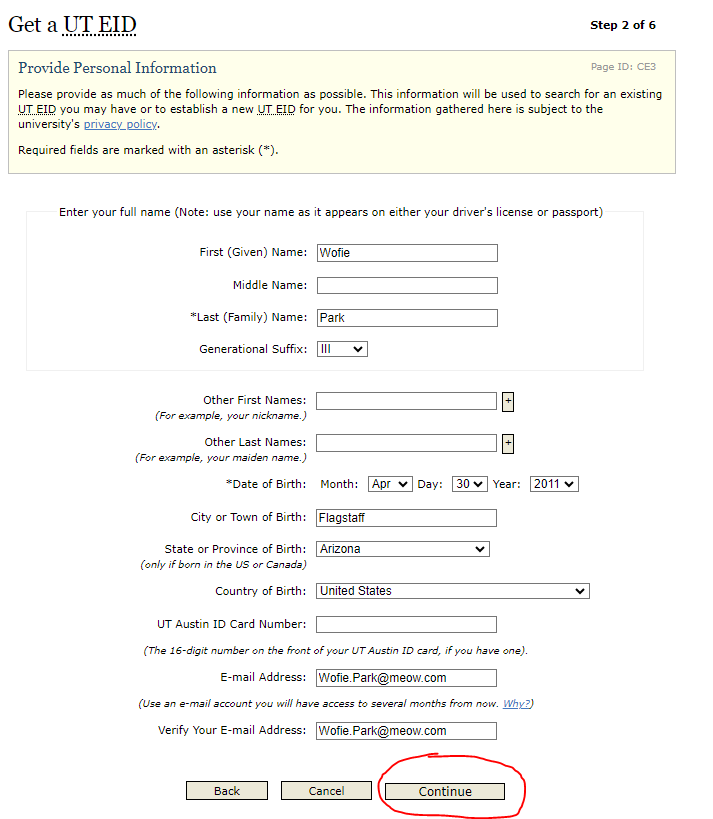 Get a UT EID
Step 2 of 6
Provide Personal Information
Page ID: CE3
Please provide as much of the following information as possible. This information will be used to search for an existing
UT EID you may have or to establish a new UT EID for you. The information gathered here is subject to the
university's privacy policy.
Required fields are marked with an asterisk (*).
Enter your full name (Note: use your name as it appears on either your driver's license or passport)
First (Given) Name: Wofie
Middle Name:
*Last (Family) Name: Park
Generational Suffix: III
Other First Names: +
(For example, your nickname.)
Other Last Names: +
(For example, your maiden name.)
*Date of Birth: Month: Apr Day: 30 Year: 2011
City or Town of Birth: Flagstaff
State or Province of Birth: Arizona
(only if born in the US or Canada)
Country of Birth: United States
UT Austin ID Card Number:
(The 16-digit number on the front of your UT Austin ID card, if you have one).
E-mail Address: Wofie.Park@meow.com
(Use an e-mail account you will have access to several months from now. Why?)
Verify Your E-mail Address: Wofie.Park@meow.com
Back Cancel Continue